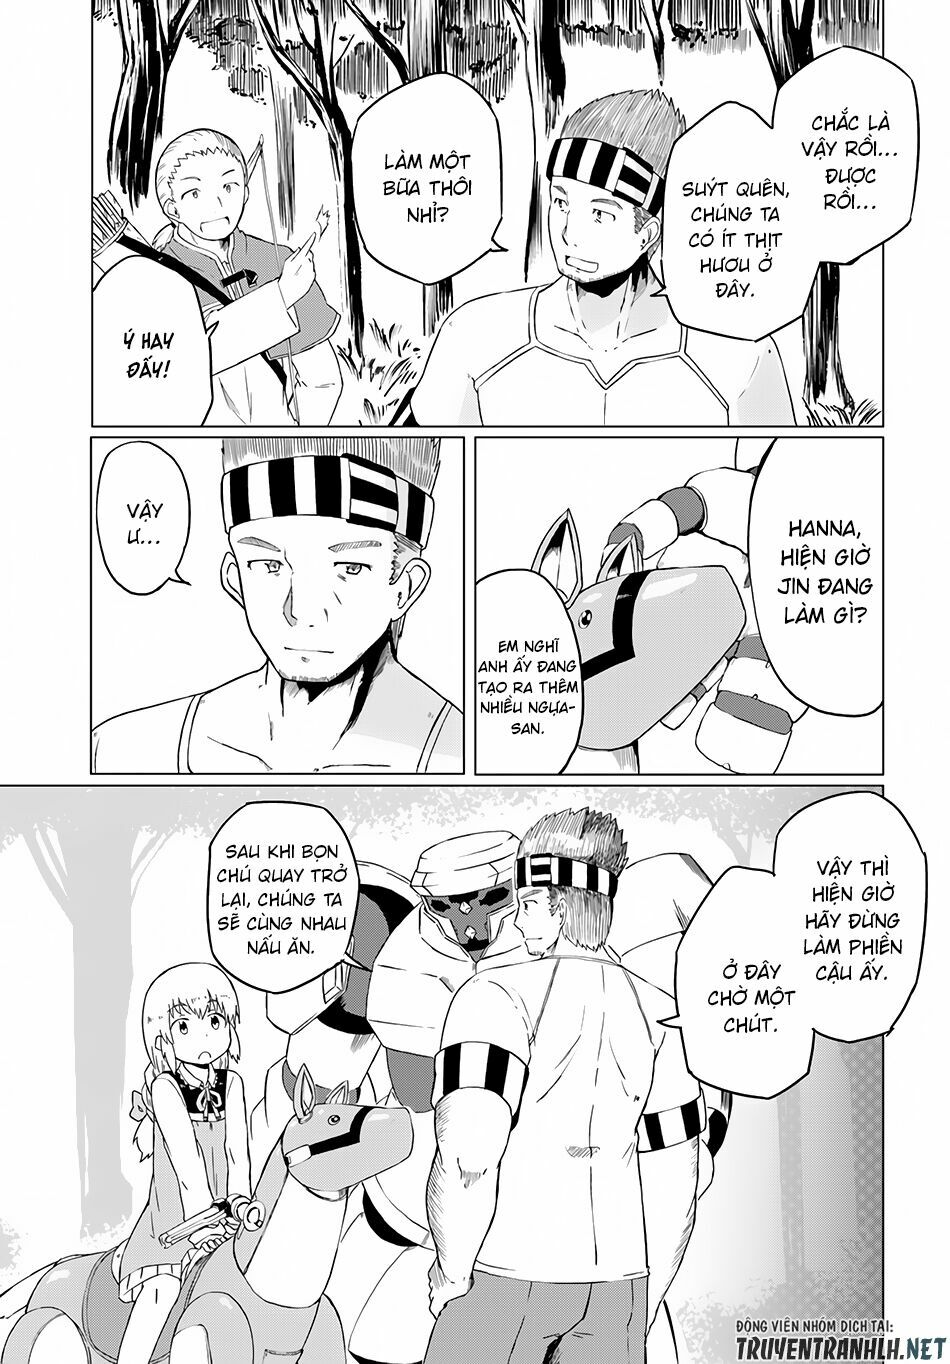 CHẮC LÀ
VẬY RỒI...
ĐƯỢC
RỒI...
SUÝT QUÊN,
CHÚNG TA
CÓ ÍT THỊT
HƯƠU Ở
ĐÂY.
LÀM MỘT
BỮA THÔI
NHỈ?
Ý HAY
ĐẤY!
HANNA,
HIỆN GIỜ
JIN ĐANG
LÀM GÌ?
EM NGHĨ
ANH ẤY ĐANG
TẠO RA THÊM
NHIỀU NGỰA-
SAN.
VẬY
Ư...
VẬY THÌ
HIỆN GIỜ
HÃY ĐỪNG
LÀM PHIỀN
CẬU ẤY.
Ở ĐÂY
CHỜ MỘT
CHÚT.
SAU KHI BỌN
CHÚ QUAY TRỞ
LẠI, CHÚNG TA
SẼ CÙNG NHAU
NẤU ĂN.
ĐỘNG VIÊN NHÓM DỊCH TẠI:
TRUYENTRANHLH.NET